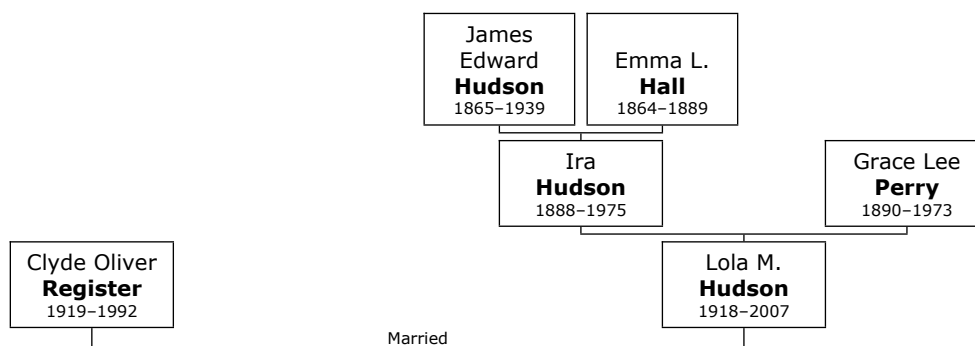 James
Edward
Hudson
1865–1939
Emma L.
Hall
1864–1889
Ira
Hudson
1888–1975
Grace Lee
Perry
1890–1973
Clyde Oliver
Register
1919–1992
Lola M.
Hudson
1918–2007
Married